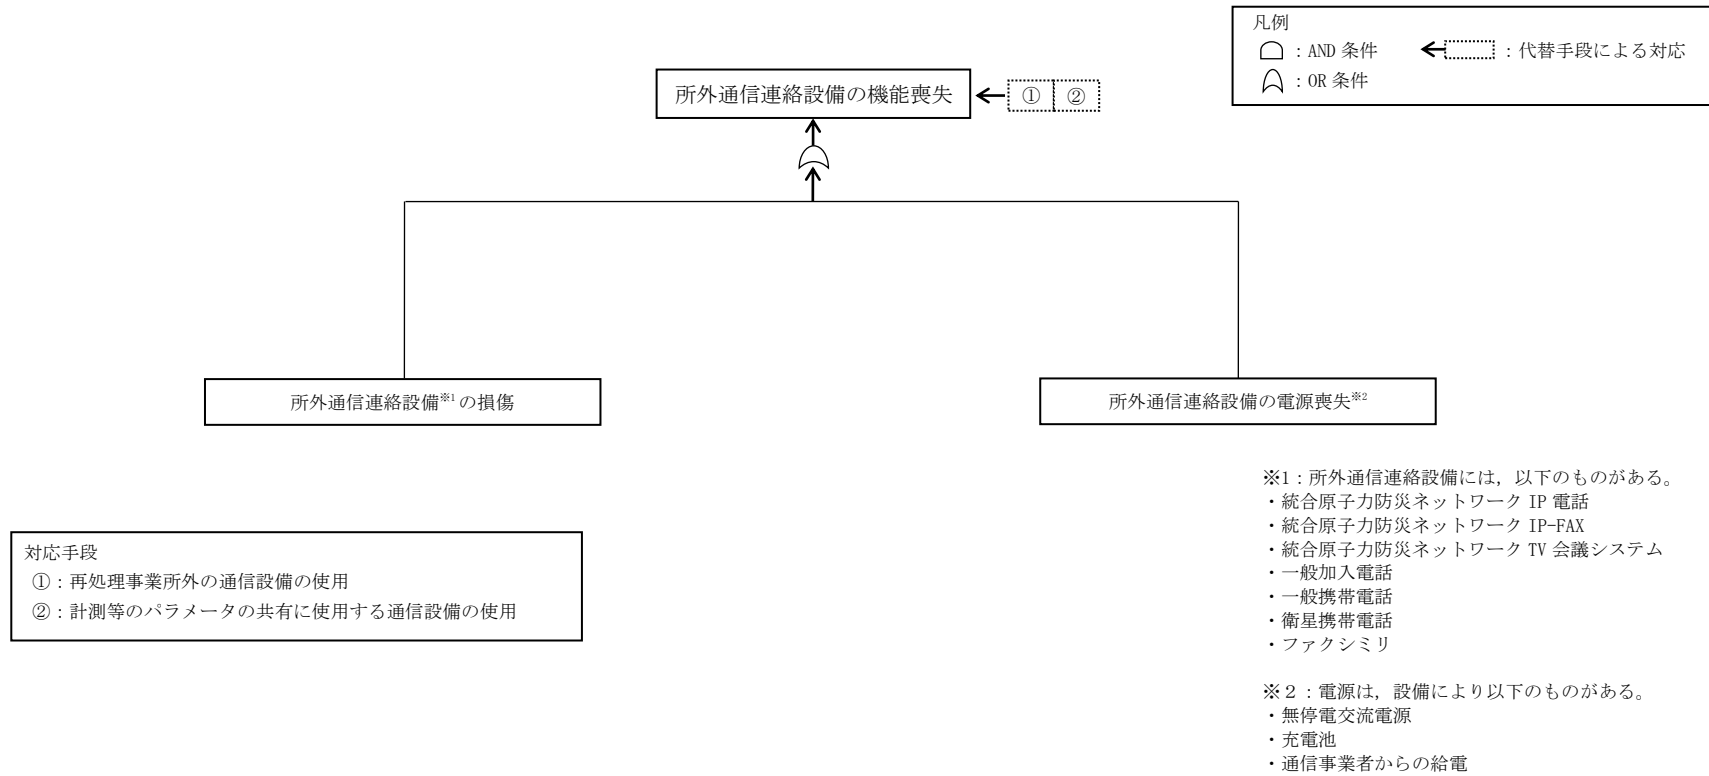 凡例
：AND 条件
：代替手段による対応
：OR 条件
所外通信連絡設備の機能喪失
①
②
所外通信連絡設備※1の損傷
所外通信連絡設備の電源喪失※2
対応手段
①：再処理事業所外の通信設備の使用
②：計測等のパラメータの共有に使用する通信設備の使用
※1：所外通信連絡設備には，以下のものがある。
・統合原子力防災ネットワーク IP 電話
・統合原子力防災ネットワーク IP-FAX
・統合原子力防災ネットワーク TV 会議システム
・一般加入電話
・一般携帯電話
・衛星携帯電話
・ファクシミリ
※２：電源は，設備により以下のものがある。
・無停電交流電源
・充電池
・通信事業者からの給電